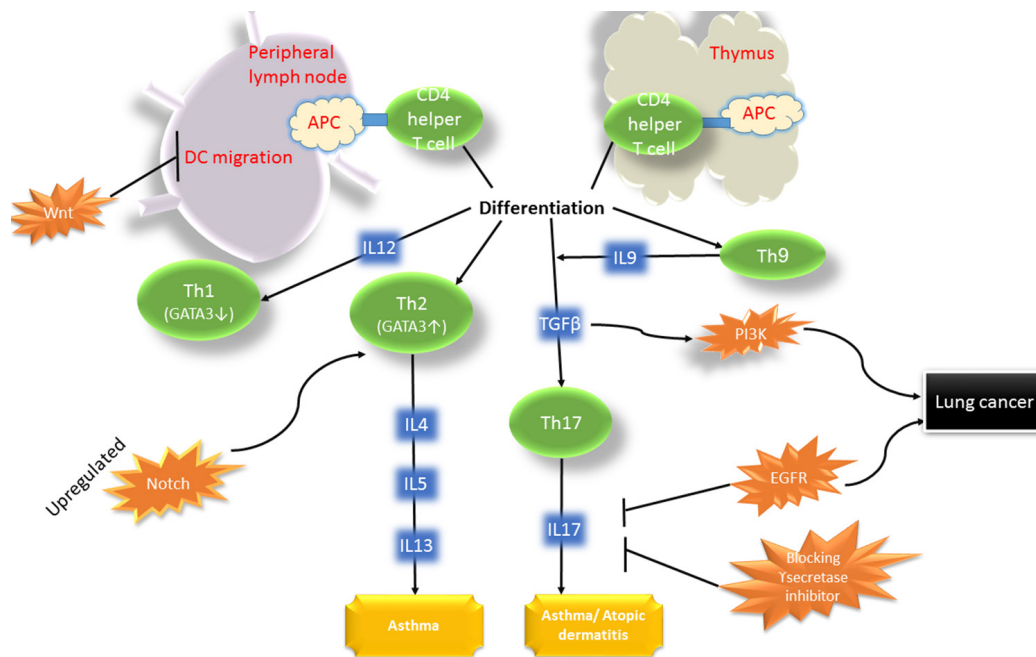 Peripheral
lymph node
APC
CD4
helper
T cell
DC migration
Wnt
Thymus
CD4
helper
T cell
APC
Differentiation
IL12
IL9
Th9
Th1
(GATA3↓)
Th2
(GATA3↑)
TGFβ
PI3K
Lung cancer
Upregulated
Notch
IL4
IL5
IL13
Th17
IL17
EGFR
Blocking
Ysecretase
inhibitor
Asthma
Asthma/ Atopic
dermatitis